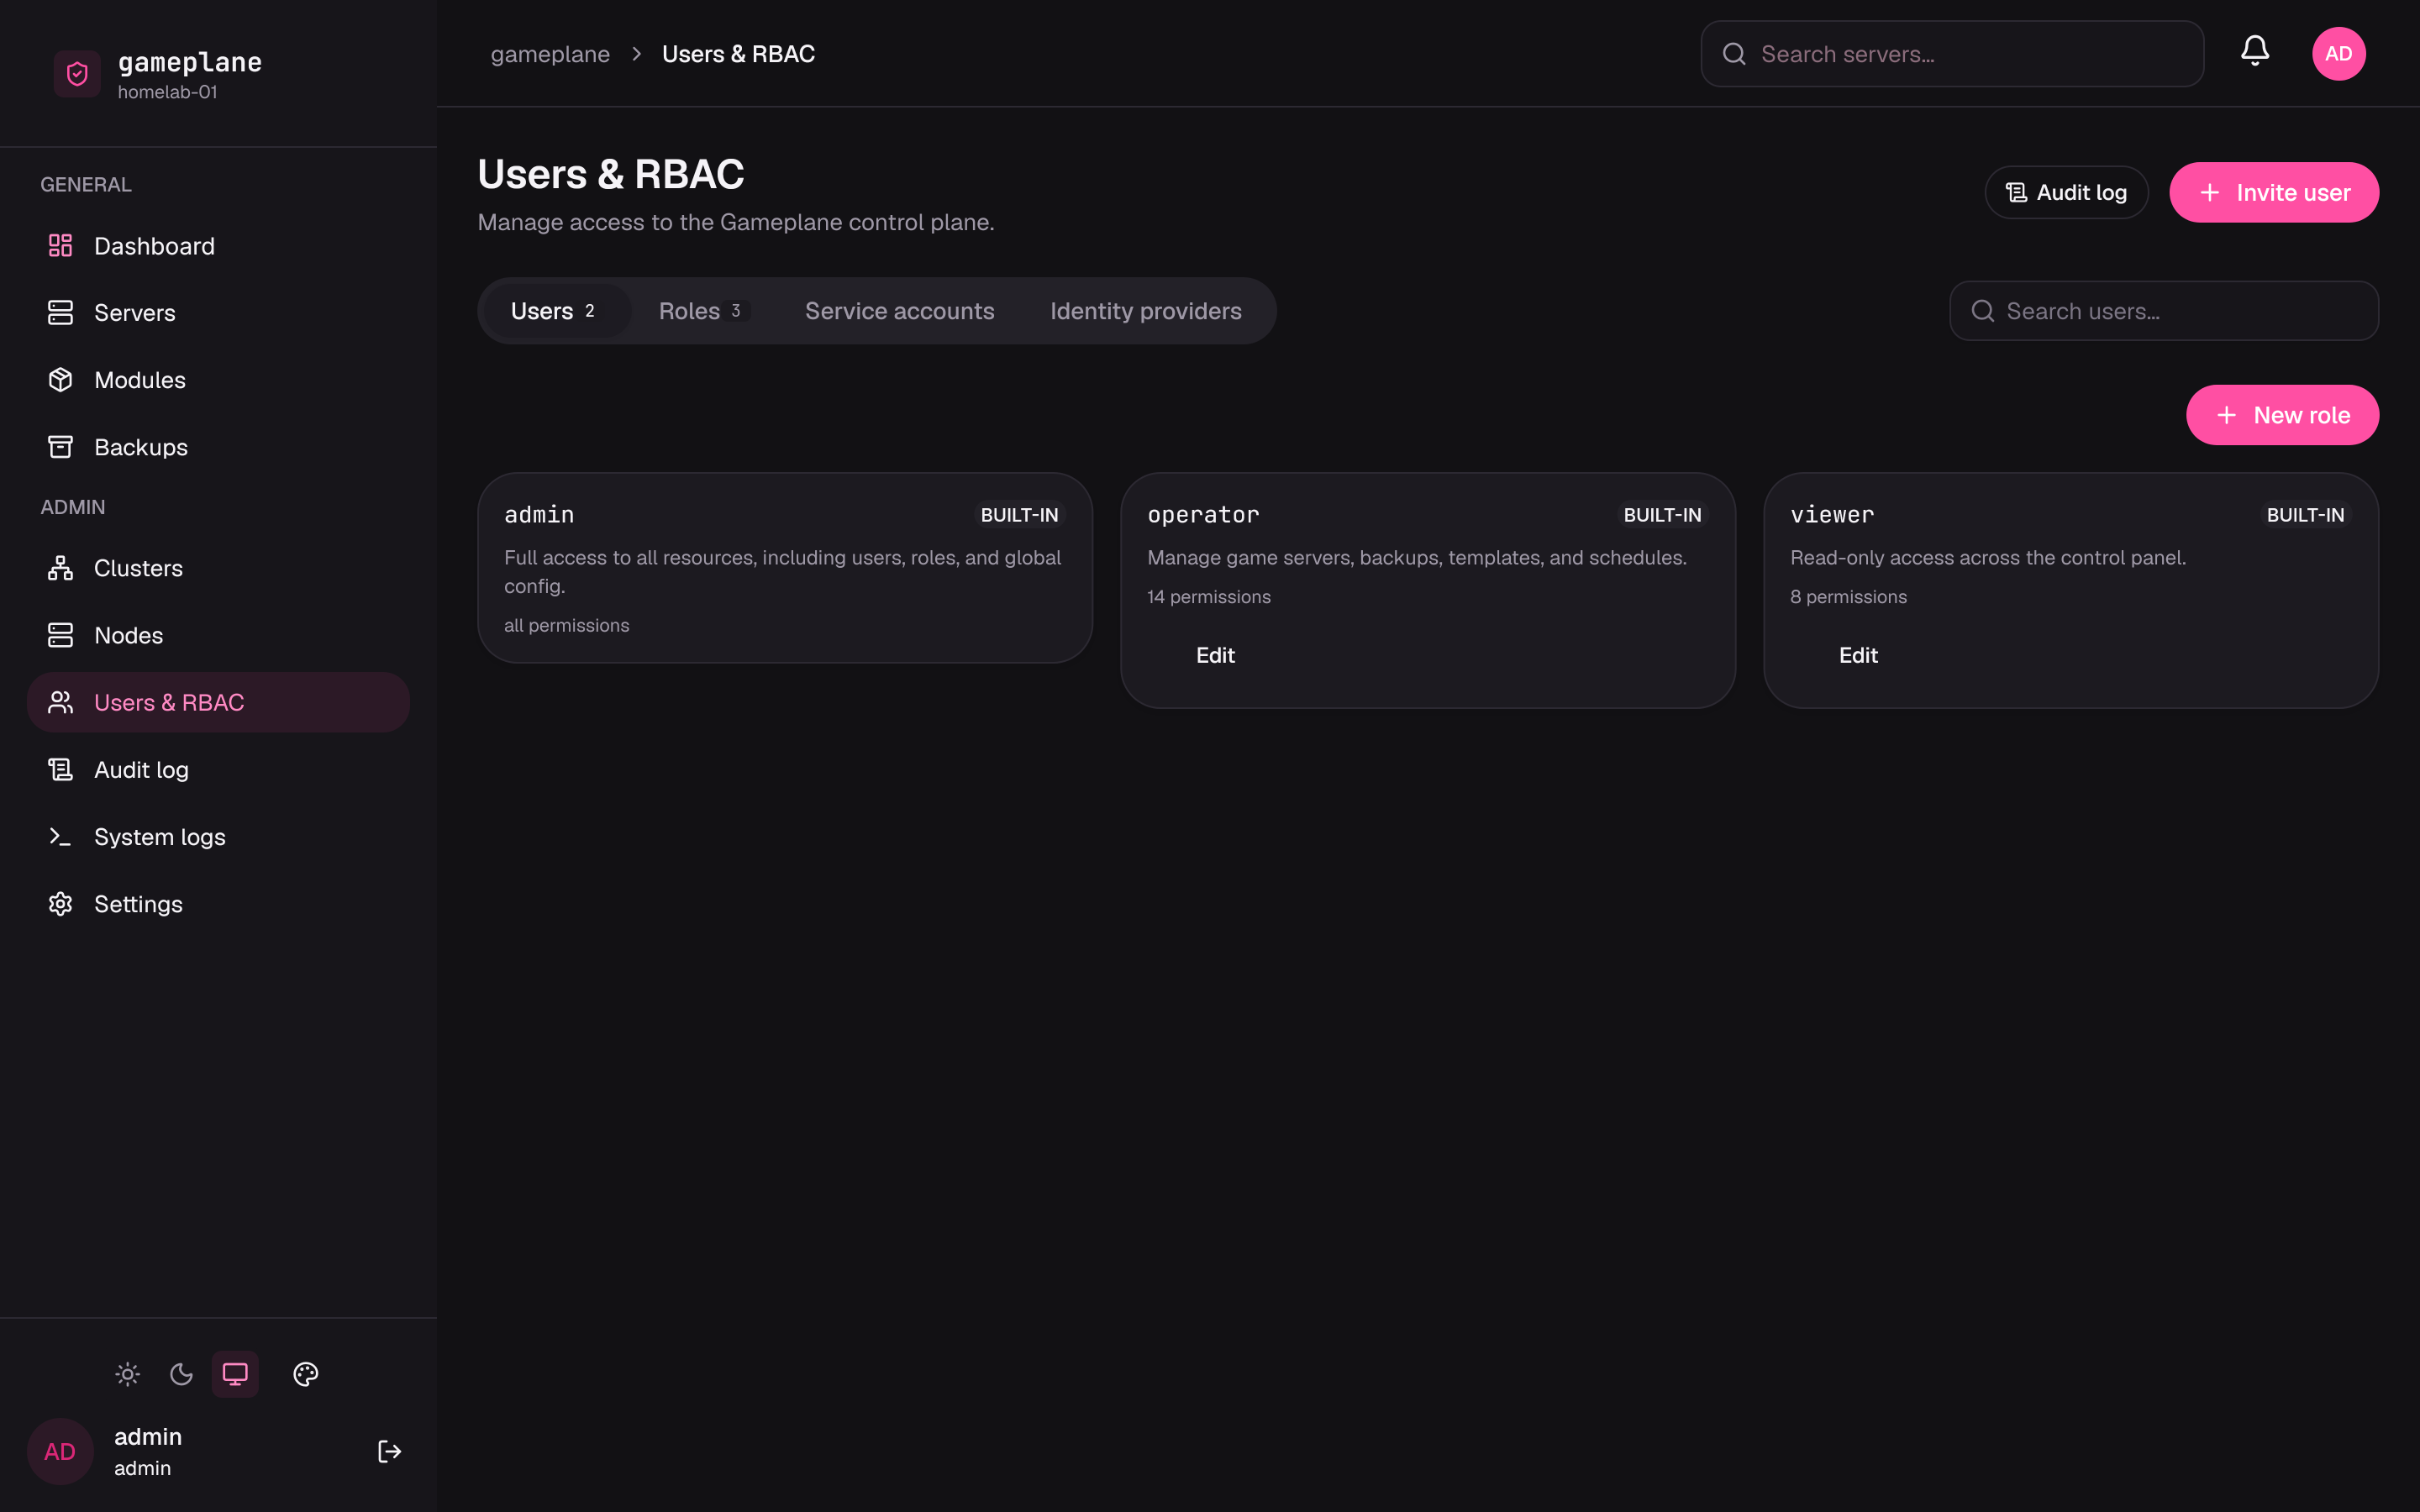 gameplane
homelab-01
GENERAL
Dashboard
Servers
Modules
Backups
ADMIN
Clusters
Nodes
Users & RBAC
Audit log
System logs
Settings
AD
admin
admin
gameplane > Users & RBAC
Search servers...
AD
Users & RBAC
Manage access to the Gameplane control plane.
Audit log
Invite user
Users 2
Roles 3
Service accounts
Identity providers
Search users...
New role
admin
BUILT-IN
Full access to all resources, including users, roles, and global
config.
all permissions
operator
BUILT-IN
Manage game servers, backups, templates, and schedules.
14 permissions
Edit
viewer
BUILT-IN
Read-only access across the control panel.
8 permissions
Edit